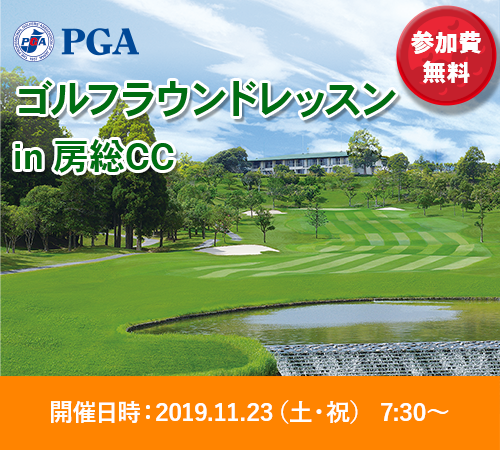 PGA
参加費
無料
ゴルフラウンドレッスン
in 房総CC
開催日時：2019.11.23（土・祝） 7:30～